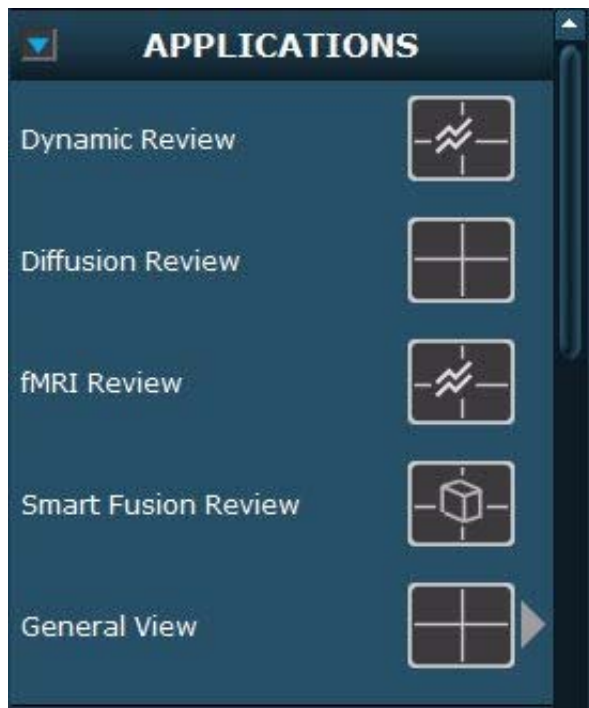 APPLICATIONS
Dynamic Review
Diffusion Review
fMRI Review
Smart Fusion Review
General View